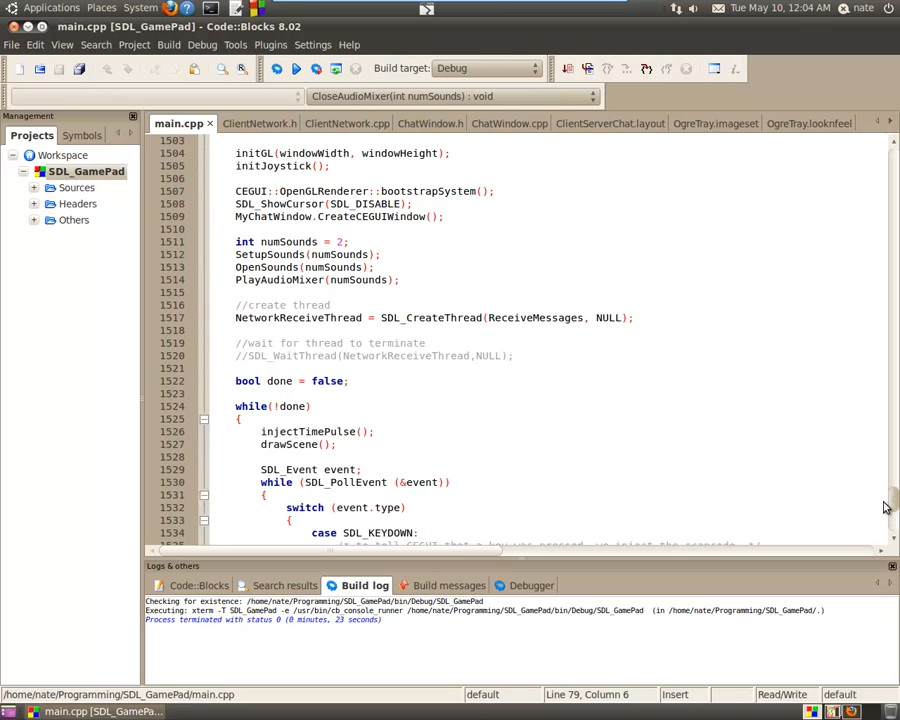 Applications Places System Tue May 10, 12:04 AM nate
main.cpp [SDL_GamePad] - Code::Blocks 8.02
File Edit View Search Project Build Debug Tools Plugins Settings Help
Build target: Debug
CloseAudioMixer(int numSounds) : void
Management
main.cpp ClientNetwork.h ClientNetwork.cpp ChatWindow.h ChatWindow.cpp ClientServerChat.layout OgreTray.imageset OgreTray.looknfeel
Projects Symbols
Workspace
SDL_GamePad
Sources
Headers
Others
1503
1504 initGL(windowWidth, windowHeight);
1505 initJoystick();
1506
1507 CEGUI::OpenGLRenderer::bootstrapSystem();
1508 SDL_ShowCursor(SDL_DISABLE);
1509 MyChatWindow.CreateCEGUIWindow();
1510
1511 int numSounds = 2;
1512 SetupSounds(numSounds);
1513 OpenSounds(numSounds);
1514 PlayAudioMixer(numSounds);
1515
1516 //create thread
1517 NetworkReceiveThread = SDL_CreateThread(ReceiveMessages, NULL);
1518
1519 //wait for thread to terminate
1520 //SDL_WaitThread(NetworkReceiveThread,NULL);
1521
1522 bool done = false;
1523
1524 while(!done)
1525 {
1526 injectTimePulse();
1527 drawScene();
1528
1529 SDL_Event event;
1530 while (SDL_PollEvent (&event))
1531 {
1532 switch (event.type)
1533 {
1534 case SDL_KEYDOWN:
Logs & others
Code::Blocks Search results Build log Build messages Debugger
Checking for existence: /home/nate/Programming/SDL_GamePad/bin/Debug/SDL_GamePad
Executing: xterm -T SDL_GamePad -e /usr/bin/cb_console_runner /home/nate/Programming/SDL_GamePad/bin/Debug/SDL_GamePad (in /home/nate/Programming/SDL_GamePad/.)
Process terminated with status 0 (0 minutes, 23 seconds)
/home/nate/Programming/SDL_GamePad/main.cpp default Line 79, Column 6 Insert Read/Write default
main.cpp [SDL_GamePa...